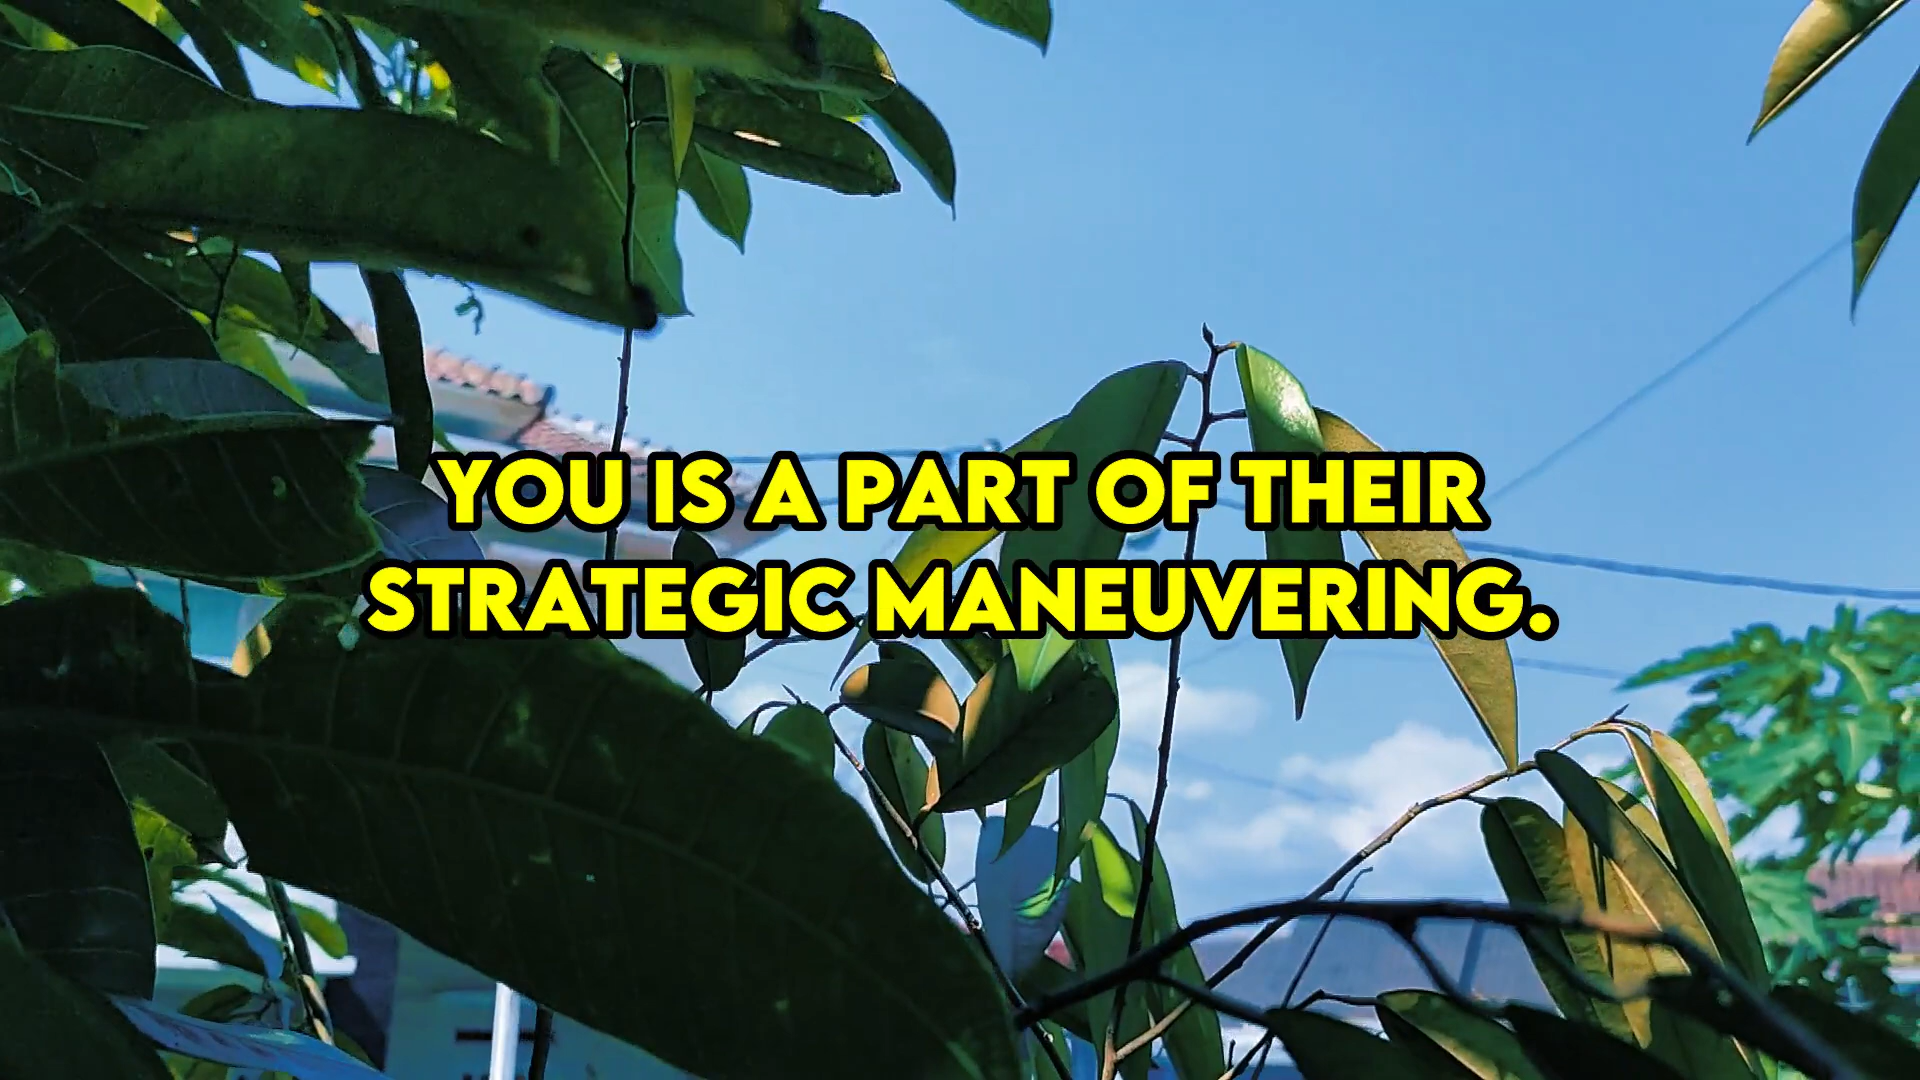 YOU IS A PART OF THEIR
STRATEGIC MANEUVERING.